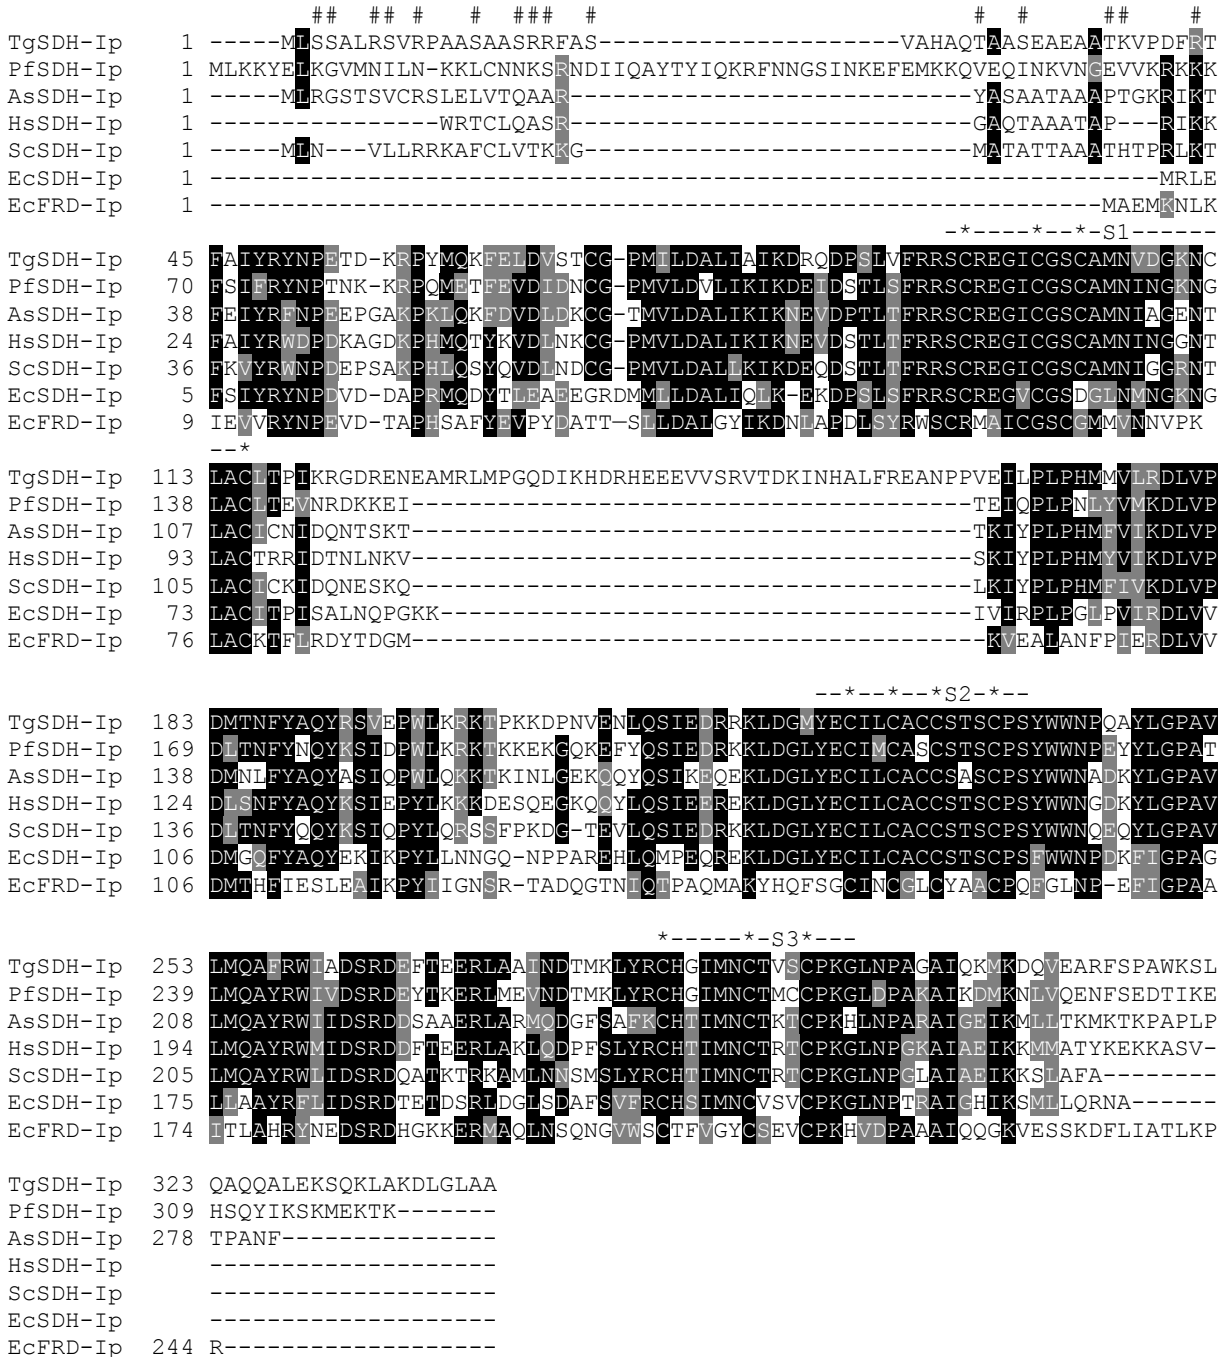 ## ## # # ### # # # ## #
TgSDH-Ip 1 -----MLSSALRSVRPAASAASRRFAS---------------------VAHAQTAASEAEAATKVPDFRT
PfSDH-Ip 1 MLKKYELKGVMNILN-KKLCNNKSRNDIIQAYTYIQKRFNNGSINKEFEMKKQVEQINKVNGEVVKRKKK
AsSDH-Ip 1 -----MLRGSTSVCRSLELVTQAAR----------------------------YASAATAAAPTGKRIKT
HsSDH-Ip 1 ----------------WRTCLQASR----------------------------GAQTAAATAP---RIKK
ScSDH-Ip 1 -----MLN---VLLRRKAFCLVTKKG---------------------------MATATTAAATHTPRLKT
EcSDH-Ip 1 ------------------------------------------------------------------MRLE
EcFRD-Ip 1 --------------------------------------------------------------MAEMKNLK
-*----*--*-S1------
TgSDH-Ip 45 FAIYRYNPETD-KRPYMQKFELDVSTCG-PMILDALIAIKDRQDPSLVFRRSCREGICGSCAMNVDGKNC
PfSDH-Ip 70 FSIFRYNPTNK-KRPQMETFEVDIDNCG-PMVLDVLIKIKDEIDSTLSFRRSCREGICGSCAMNINGKNG
AsSDH-Ip 38 FEIYRFNPEEPGAKPKLQKFDVDLDKCG-TMVLDALIKIKNEVDPTLTFRRSCREGICGSCAMNIAGENT
HsSDH-Ip 24 FAIYRWDPDKAGDKPHMQTYKVDLNKCG-PMVLDALIKIKNEVDSTLTFRRSCREGICGSCAMNINGGNT
ScSDH-Ip 36 FKVYRWNPDEPSAKPHLQSYQVDLNDCG-PMVLDALLKIKDEQDSTLTFRRSCREGICGSCAMNIGGRNT
EcSDH-Ip 5 FSIYRYNPDVD-DAPRMQDYTLEAEEGRDMMLLDALIQLK-EKDPSLSFRRSCREGVCGSDGLNMNGKNG
EcFRD-Ip 9 IEVVRYNPEVD-TAPHSAFYEVPYDATT—SLLDALGYIKDNLAPDLSYRWSCRMAICGSCGMMVNNVPK
--*
TgSDH-Ip 113 LACLTPIKRGDRENEAMRLMPGQDIKHDRHEEEVVSRVTDKINHALFREANPPVEILPLPHMMVLRDLVP
PfSDH-Ip 138 LACLTEVNRDKKEI---------------------------------------TEIQPLPNLYVMKDLVP
AsSDH-Ip 107 LACICNIDQNTSKT---------------------------------------TKIYPLPHMFVIKDLVP
HsSDH-Ip 93 LACTRRIDTNLNKV---------------------------------------SKIYPLPHMYVIKDLVP
ScSDH-Ip 105 LACICKIDQNESKQ---------------------------------------LKIYPLPHMFIVKDLVP
EcSDH-Ip 73 LACITPISALNQPGKK-------------------------------------IVIRPLPGLPVIRDLVV
EcFRD-Ip 76 LACKTFLRDYTDGM----------------------------------------KVEALANFPIERDLVV
--*--*--*S2-*--
TgSDH-Ip 183 DMTNFYAQYRSVEPWLKRKTPKKDPNVENLQSIEDRRKLDGMYECILCACCSTSCPSYWWNPQAYLGPAV
PfSDH-Ip 169 DLTNFYNQYKSIDPWLKRKTKKEKGQKEFYQSIEDRKKLDGLYECIMCASCSTSCPSYWWNPEYYLGPAT
AsSDH-Ip 138 DMNLFYAQYASIQPWLQKKTKINLGEKQQYQSIKEQEKLDGLYECILCACCSASCPSYWWNADKYLGPAV
HsSDH-Ip 124 DLSNFYAQYKSIEPYLKKKDESQEGKQQYLQSIEEREKLDGLYECILCACCSTSCPSYWWNGDKYLGPAV
ScSDH-Ip 136 DLTNFYQQYKSIQPYLQRSSFPKDG-TEVLQSIEDRKKLDGLYECILCACCSTSCPSYWWNQEQYLGPAV
EcSDH-Ip 106 DMGQFYAQYEKIKPYLLNNGQ-NPPAREHLQMPEQREKLDGLYECILCACCSTSCPSFWWNPDKFIGPAG
EcFRD-Ip 106 DMTHFIESLEAIKPYIIGNSR-TADQGTNIQTPAQMAKYHQFSGCINCGLCYAACPQFGLNP-EFIGPAA
*-----*-S3*---
TgSDH-Ip 253 LMQAFRWIADSRDEFTEERLAAINDTMKLYRCHGIMNCTVSCPKGLNPAGAIQKMKDQVEARFSPAWKSL
PfSDH-Ip 239 LMQAYRWIVDSRDEYTKERLMEVNDTMKLYRCHGIMNCTMCCPKGLDPAKAIKDMKNLVQENFSEDTIKE
AsSDH-Ip 208 LMQAYRWIIDSRDDSAAERLARMQDGFSAFKCHTIMNCTKTCPKHLNPARAIGEIKMLLTKMKTKPAPLP
HsSDH-Ip 194 LMQAYRWMIDSRDDFTEERLAKLQDPFSLYRCHTIMNCTRTCPKGLNPGKAIAEIKKMMATYKEKKASV-
ScSDH-Ip 205 LMQAYRWLIDSRDQATKTRKAMLNNSMSLYRCHTIMNCTRTCPKGLNPGLAIAEIKKSLAFA--------
EcSDH-Ip 175 LLAAYRFLIDSRDTETDSRLDGLSDAFSVFRCHSIMNCVSVCPKGLNPTRAIGHIKSMLLQRNA------
EcFRD-Ip 174 ITLAHRYNEDSRDHGKKERMAQLNSQNGVWSCTFVGYCSEVCPKHVDPAAAIQQGKVESSKDFLIATLKP
TgSDH-Ip 323 QAQQALEKSQKLAKDLGLAA
PfSDH-Ip 309 HSQYIKSKMEKTK-------
AsSDH-Ip 278 TPANF---------------
HsSDH-Ip --------------------
ScSDH-Ip --------------------
EcSDH-Ip --------------------
EcFRD-Ip 244 R-------------------